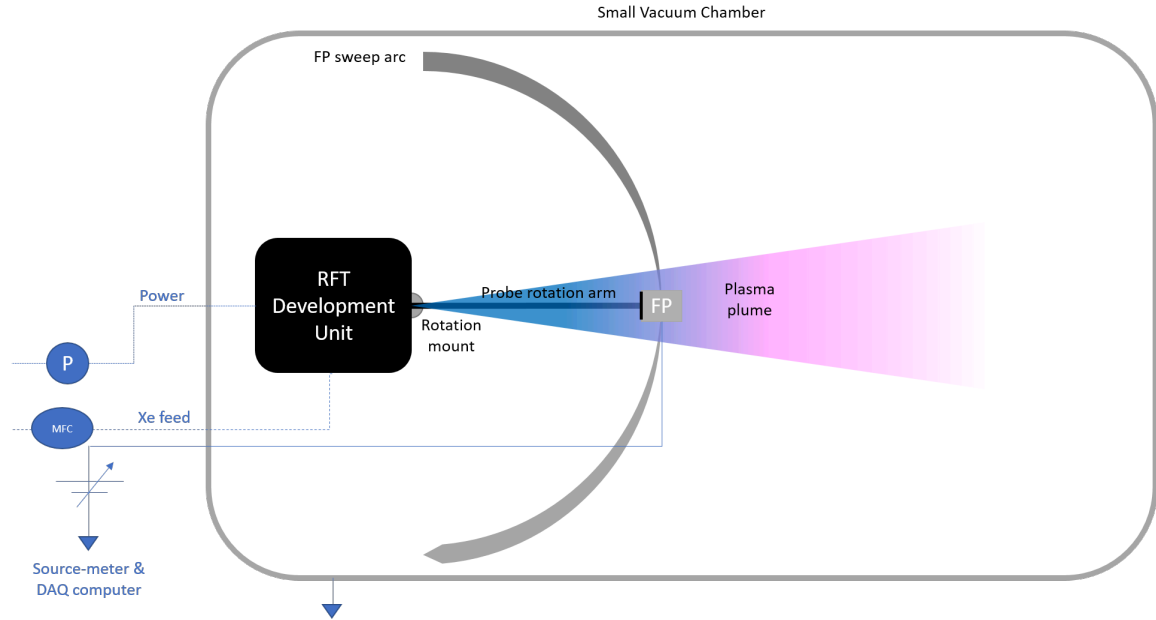 Small Vacuum Chamber
FP sweep arc
RFT
Development
Unit
Power
Probe rotation arm
FP
Plasma
plume
Rotation
mount
P
Xe feed
MFC
Source-meter &
DAQ computer